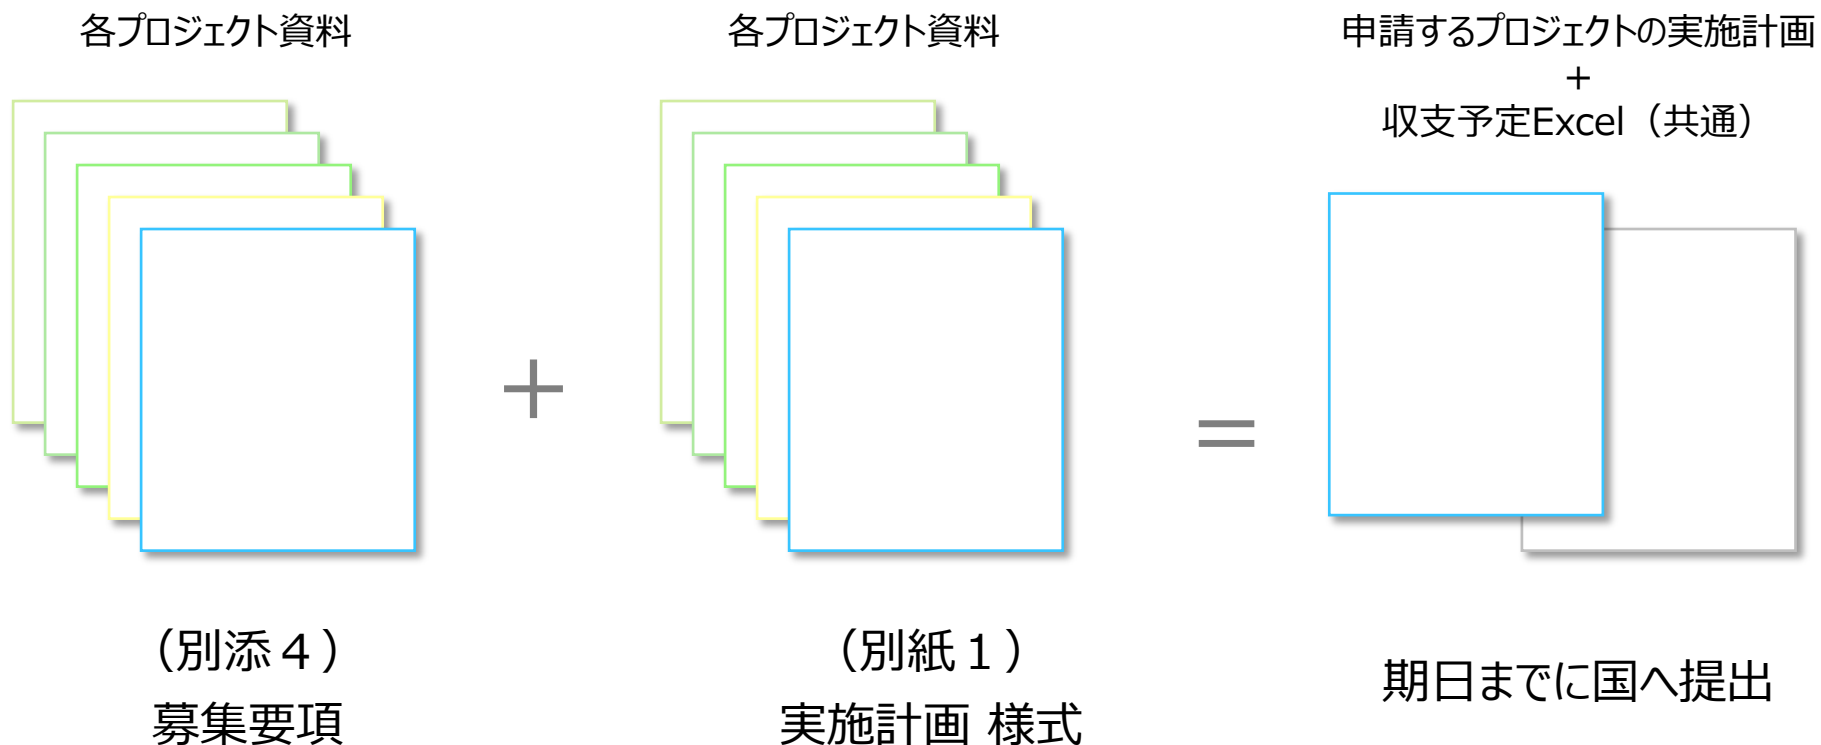 各プロジェクト資料
各プロジェクト資料
申請するプロジェクトの実施計画
+
収支予定Excel（共通）
＋
＝
（別添４）
募集要項
（別紙１）
実施計画 様式
期日までに国へ提出